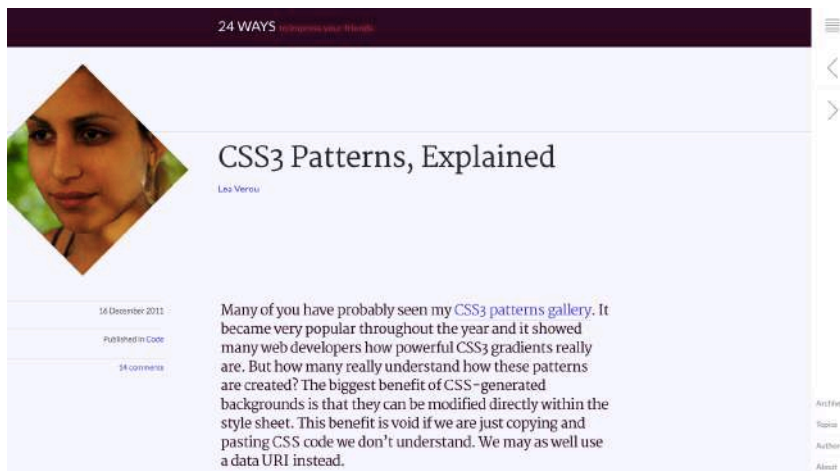 24 WAYS to impress your friends
CSS3 Patterns, Explained
Lea Verou
16 December 2011
Published in Code
14 comments
Many of you have probably seen my CSS3 patterns gallery. It
became very popular throughout the year and it showed
many web developers how powerful CSS3 gradients really
are. But how many really understand how these patterns
are created? The biggest benefit of CSS-generated
backgrounds is that they can be modified directly within the
style sheet. This benefit is void if we are just copying and
pasting CSS code we don’t understand. We may as well use
a data URI instead.
Archive
Topics
Author
About